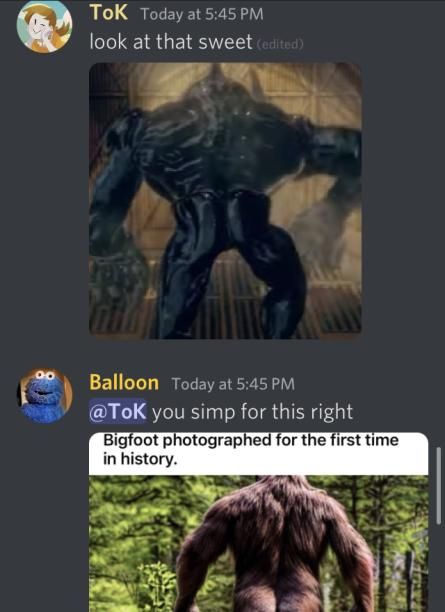 ToK Today at 5:45 PM
look at that sweet (edited)
Balloon Today at 5:45 PM
@ToK you simp for this right
Bigfoot photographed for the first time
in history.